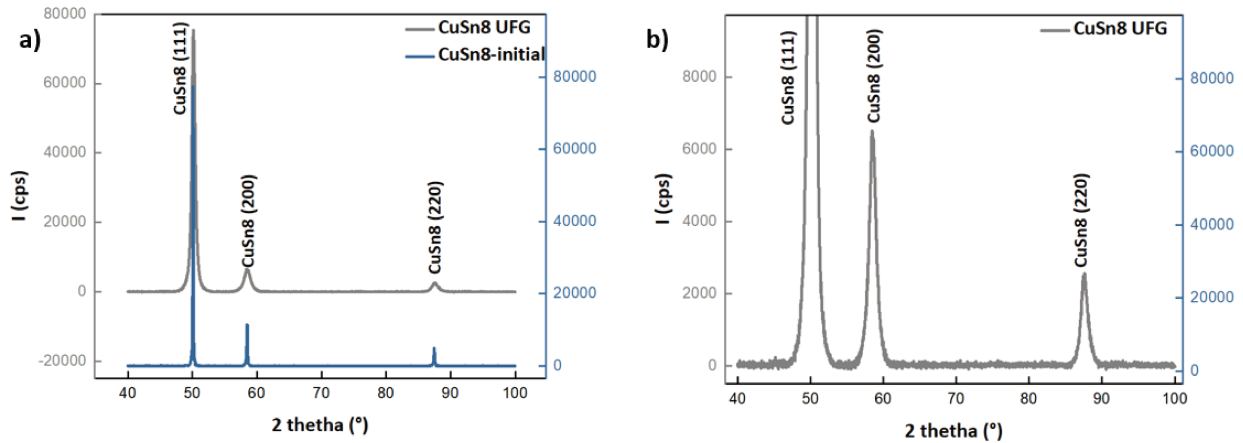 a)
CuSn8 UFG
CuSn8-initial
CuSn8 (111)
CuSn8 (200)
CuSn8 (220)
I (cps)
80000
60000
40000
20000
0
-20000
80000
60000
40000
20000
0
40 50 60 70 80 90 100
2 thetha (°)
b)
CuSn8 UFG
CuSn8 (111)
CuSn8 (200)
CuSn8 (220)
I (cps)
8000
6000
4000
2000
0
80000
60000
40000
20000
0
40 50 60 70 80 90 100
2 thetha (°)